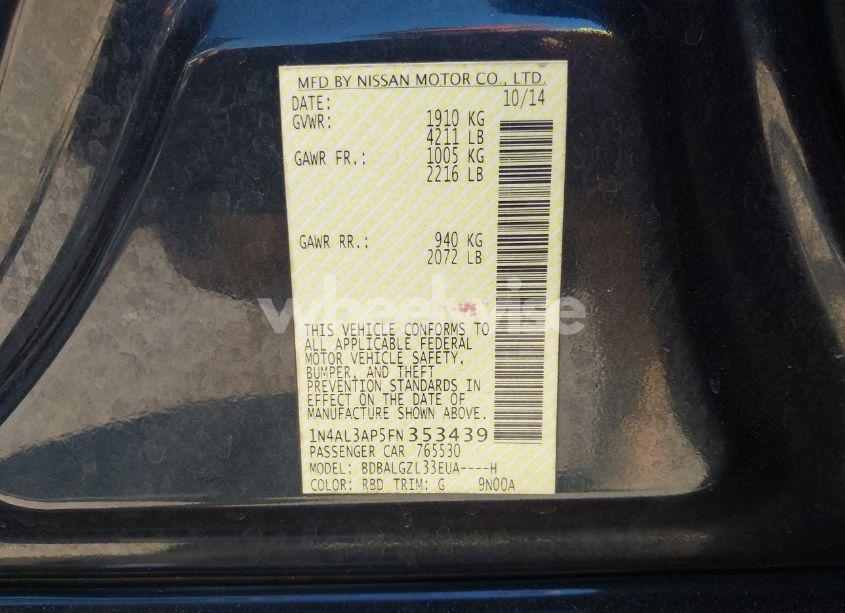 MFD BY NISSAN MOTOR CO., LTD.
DATE: 10/14
GVWR: 1910 KG
4211 LB
GAWR FR.: 1005 KG
2216 LB
GAWR RR.: 940 KG
2072 LB
wheelwise
THIS VEHICLE CONFORMS TO
ALL APPLICABLE FEDERAL
MOTOR VEHICLE SAFETY,
BUMPER, AND THEFT
PREVENTION STANDARDS IN
EFFECT ON THE DATE OF
MANUFACTURE SHOWN ABOVE.
1N4AL3AP5FN 353439
PASSENGER CAR 765530
MODEL: BDBALGZL33EUA----H
COLOR: RBD TRIM: G 9N00A